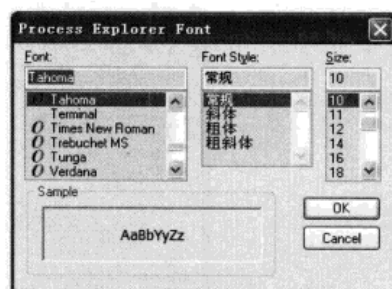 Process Explorer Font
Font: Font Style: Size:
Tahoma 常规 10
Tahoma 常规 10
Terminal 斜体 11
Times New Roman 粗体 12
Trebuchet MS 粗斜体 14
Tunga 16
Verdana 18
Sample
AaBbYyZz
OK
Cancel